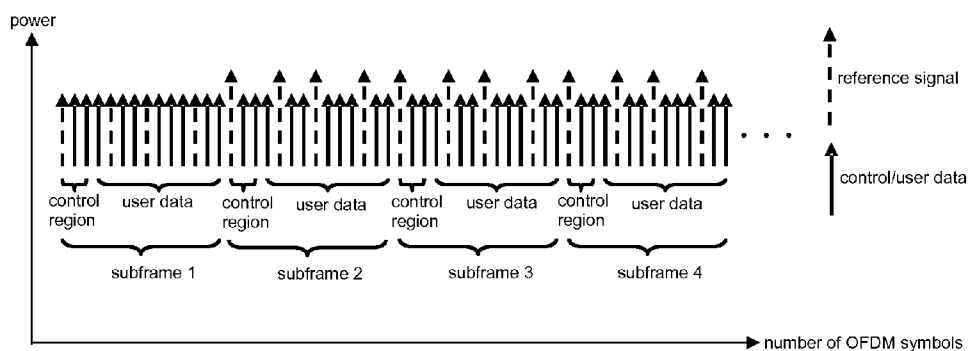 power
reference signal
. . .
control/user data
control
region
user data
control
region
user data
control
region
user data
control
region
user data
subframe 1
subframe 2
subframe 3
subframe 4
number of OFDM symbols